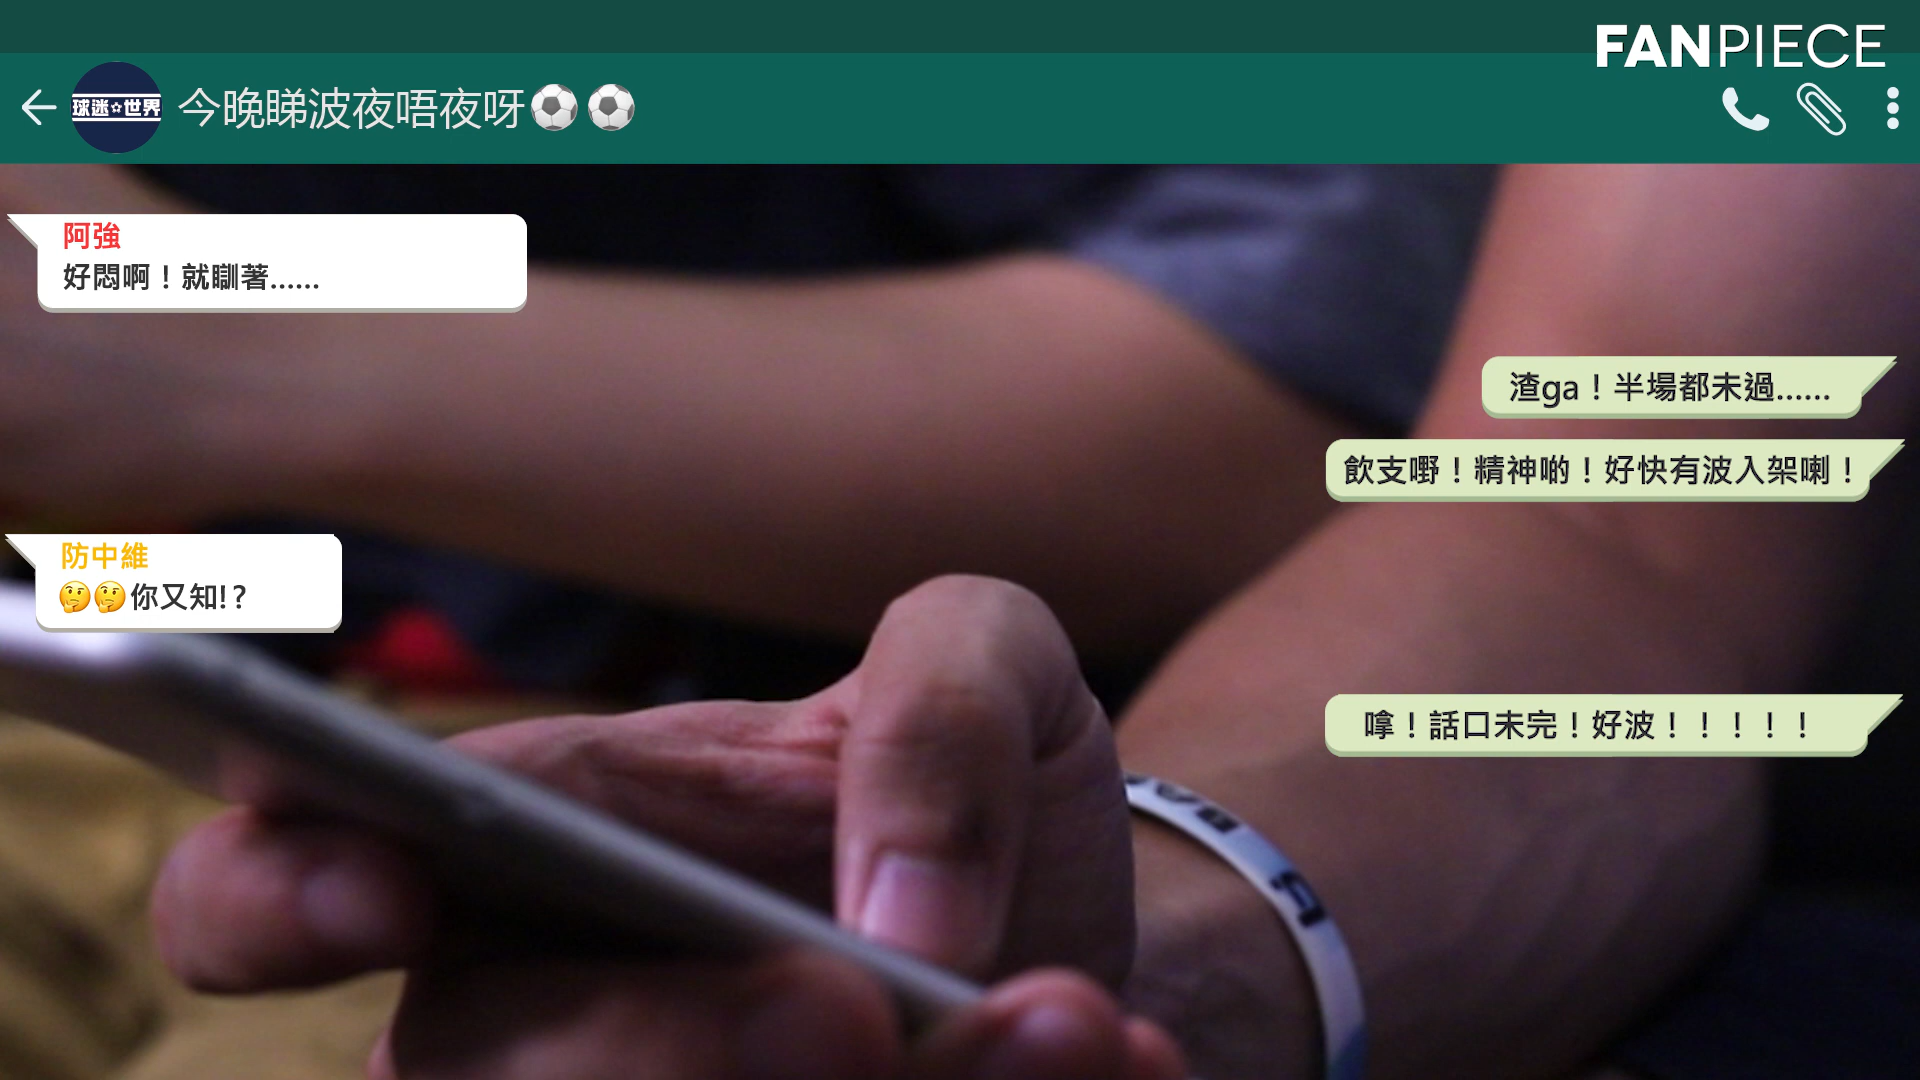 FANPIECE
球迷✩世界
今晚睇波夜唔夜呀⚽⚽
阿強
好悶啊！就瞓著......
渣ga！半場都未過......
飲支嘢！精神啲！好快有波入架喇！
防中維
🤔🤔你又知!?
嗱！話口未完！好波！！！！！